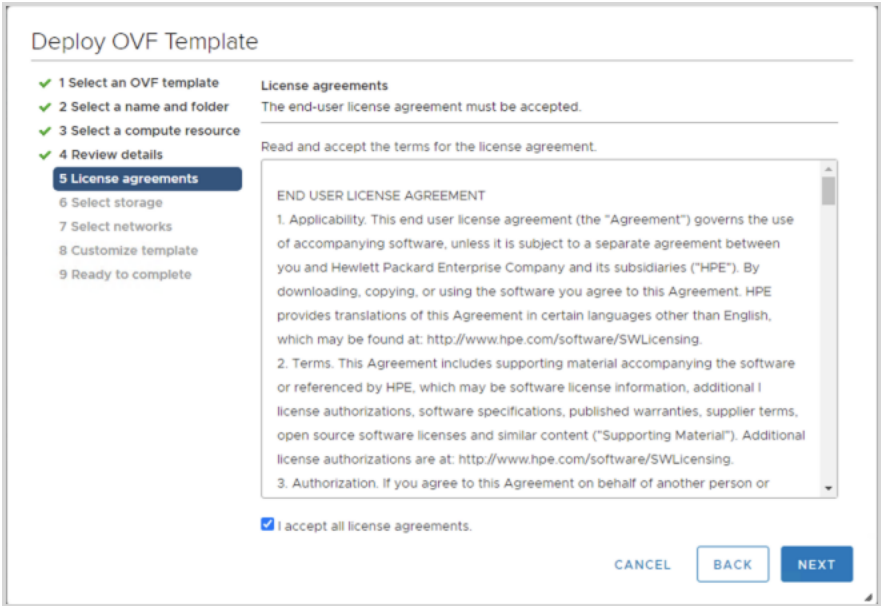 Deploy OVF Template
1 Select an OVF template
2 Select a name and folder
3 Select a compute resource
4 Review details
5 License agreements
6 Select storage
7 Select networks
8 Customize template
9 Ready to complete
License agreements
The end-user license agreement must be accepted.
Read and accept the terms for the license agreement.
END USER LICENSE AGREEMENT
1. Applicability. This end user license agreement (the "Agreement") governs the use
of accompanying software, unless it is subject to a separate agreement between
you and Hewlett Packard Enterprise Company and its subsidiaries ("HPE"). By
downloading, copying, or using the software you agree to this Agreement. HPE
provides translations of this Agreement in certain languages other than English,
which may be found at: http://www.hpe.com/software/SWLicensing.
2. Terms. This Agreement includes supporting material accompanying the software
or referenced by HPE, which may be software license information, additional l
license authorizations, software specifications, published warranties, supplier terms,
open source software licenses and similar content ("Supporting Material"). Additional
license authorizations are at: http://www.hpe.com/software/SWLicensing.
3. Authorization. If you agree to this Agreement on behalf of another person or
I accept all license agreements.
CANCEL
BACK
NEXT